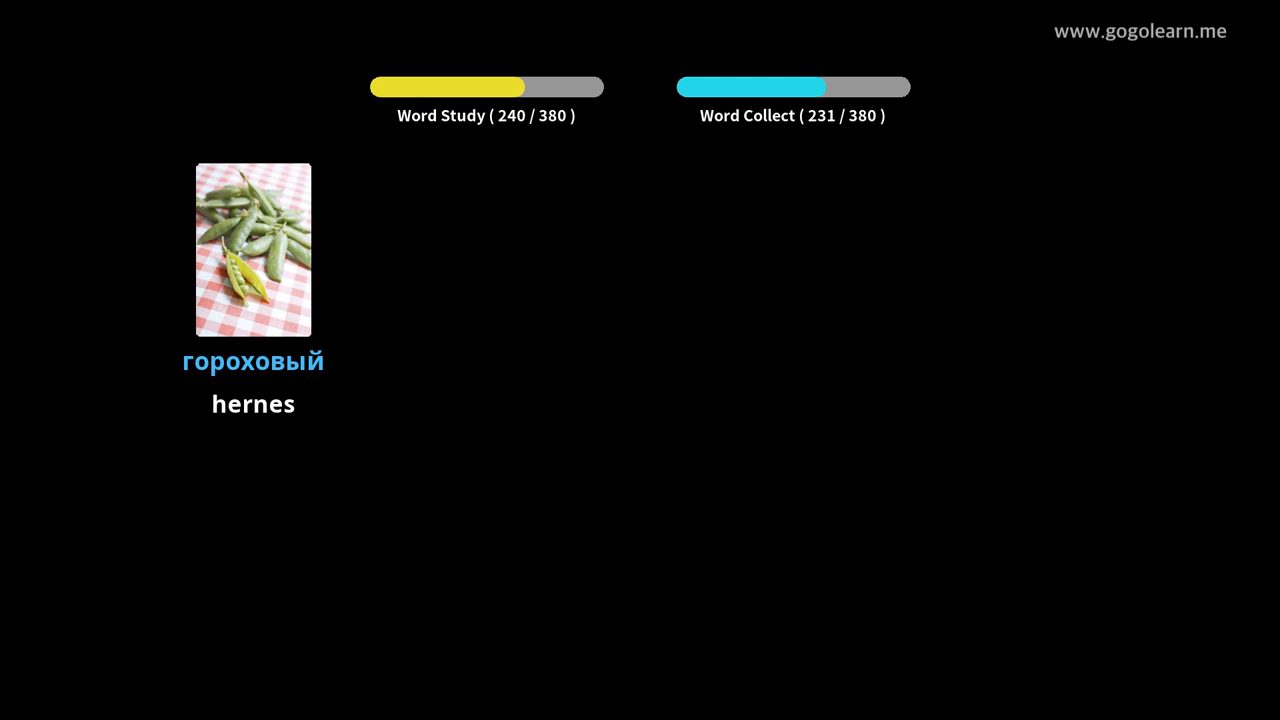 www.gogolearn.me
Word Study ( 240 / 380 )
Word Collect ( 231 / 380 )
гороховый
hernes